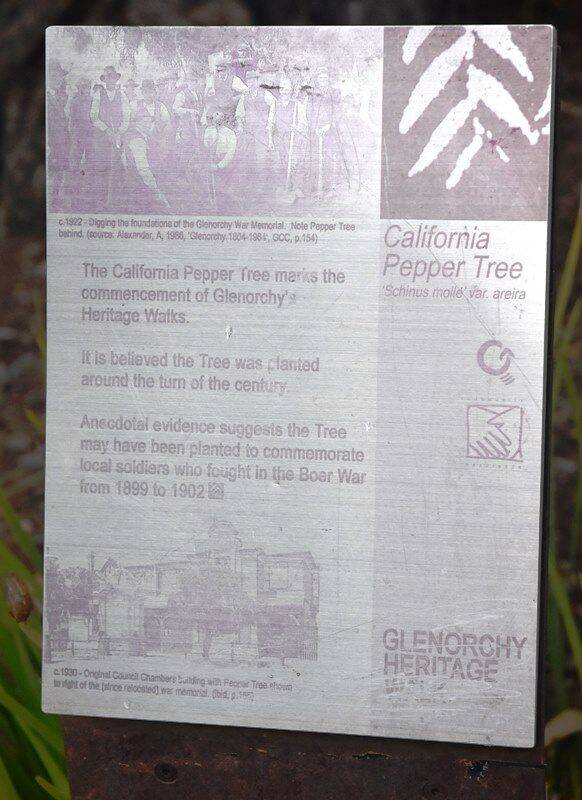 c.1922 - Digging the foundations of the Glenorchy War Memorial. Note Pepper Tree
behind. (source: Alexander, A, 1986, 'Glenorchy 1804-1964', GCC, p.154)
California
Pepper Tree
'Schinus molle' var. areira
The California Pepper Tree marks the
commencement of Glenorchy's
Heritage Walks.
It is believed the Tree was planted
around the turn of the century.
Anecdotal evidence suggests the Tree
may have been planted to commemorate
local soldiers who fought in the Boer War
from 1899 to 1902
c.1930 - Original Council Chambers building with Pepper Tree shown
to right of the (since relocated) war memorial. (ibid, p.
GLENORCHY
HERITAGE
WALK